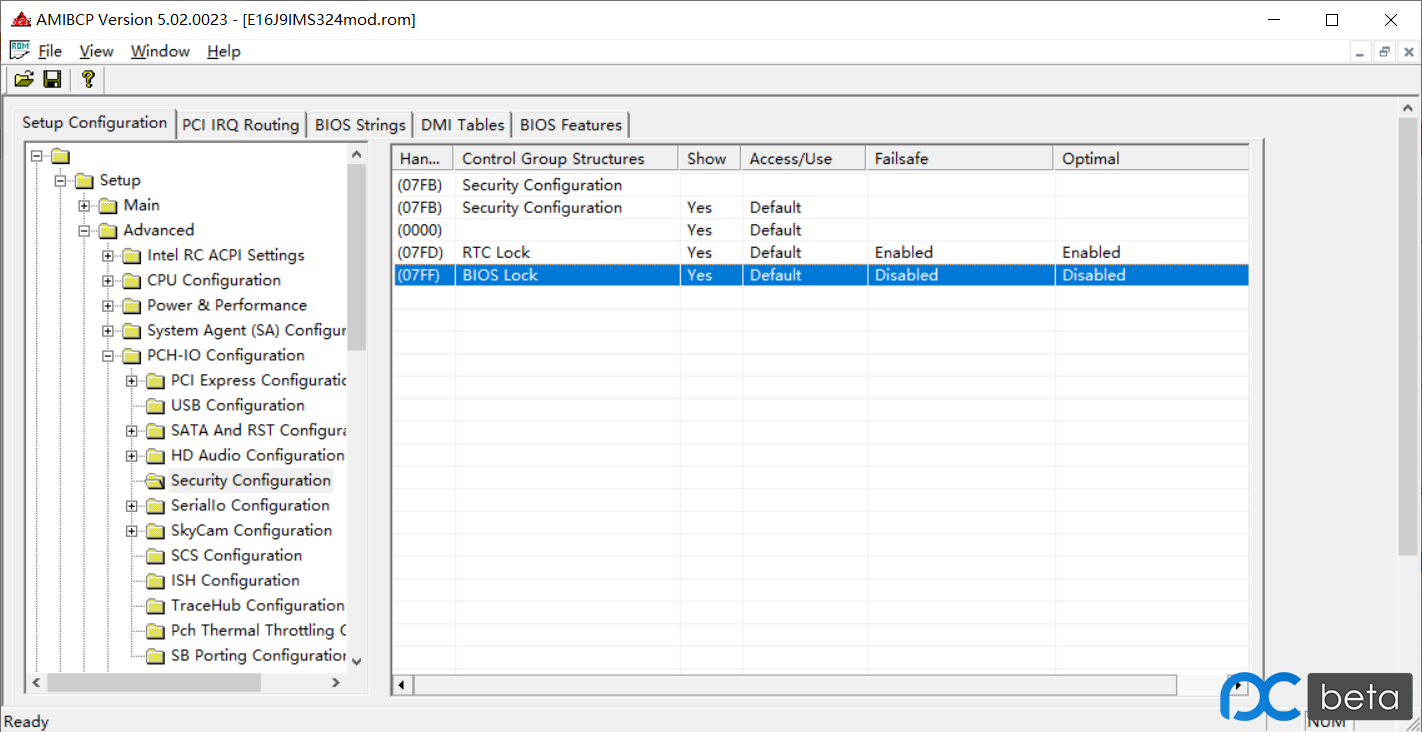 AMIBCP Version 5.02.0023 - [E16J9IMS324mod.rom]
File View Window Help
Setup Configuration PCI IRQ Routing BIOS Strings DMI Tables BIOS Features
Setup
Main
Advanced
Intel RC ACPI Settings
CPU Configuration
Power & Performance
System Agent (SA) Configur
PCH-IO Configuration
PCI Express Configuratic
USB Configuration
SATA And RST Configura
HD Audio Configuration
Security Configuration
SerialIo Configuration
SkyCam Configuration
SCS Configuration
ISH Configuration
TraceHub Configuration
Pch Thermal Throttling C
SB Porting Configuration
Han... Control Group Structures Show Access/Use Failsafe Optimal
(07FB) Security Configuration
(07FB) Security Configuration Yes Default
(0000) Yes Default
(07FD) RTC Lock Yes Default Enabled Enabled
(07FF) BIOS Lock Yes Default Disabled Disabled
pc beta
Ready NUM